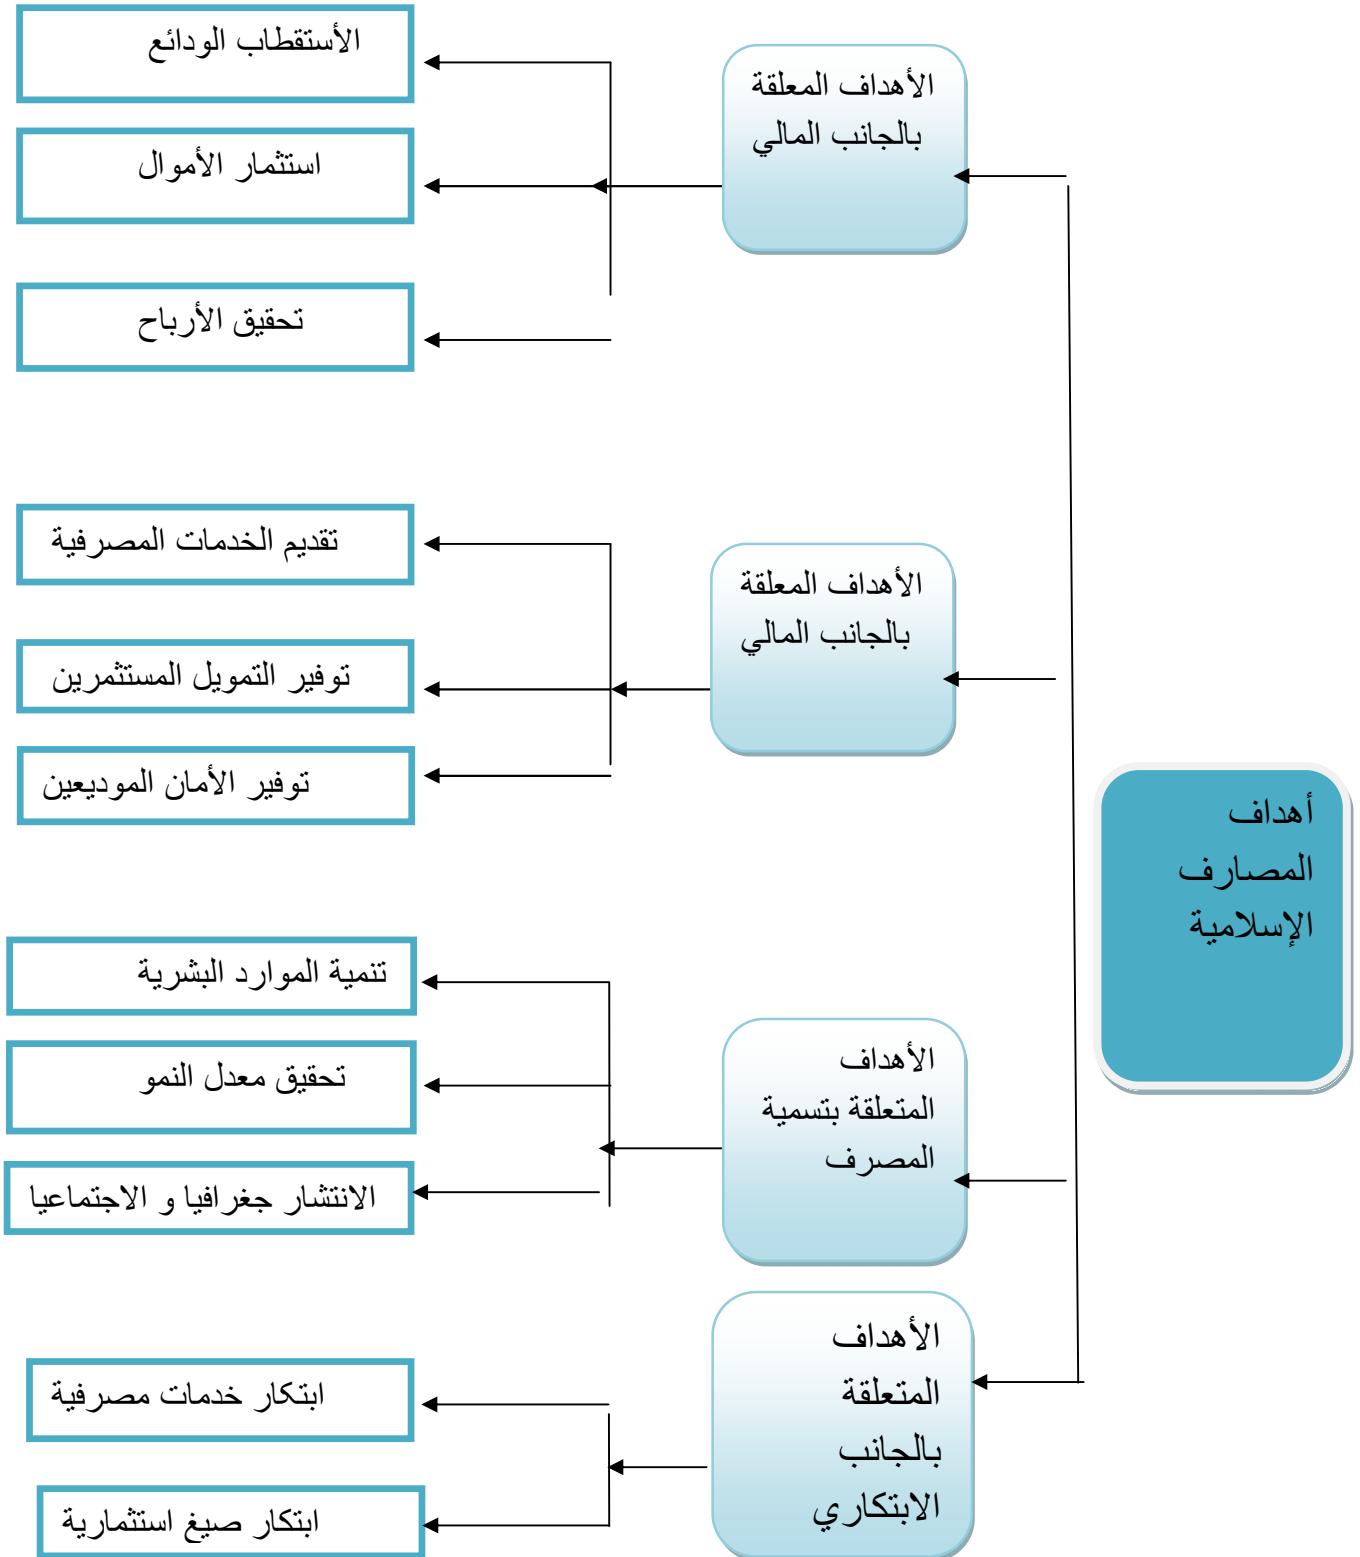 أهداف
المصارف
الإسلامية
الأهداف المعلقة
بالجانب المالي
الأستقطاب الودائع
استثمار الأموال
تحقيق الأرباح
الأهداف المعلقة
بالجانب المالي
تقديم الخدمات المصرفية
توفير التمويل المستثمرين
توفير الأمان الموديعين
الأهداف
المتعلقة بتسمية
المصرف
تنمية الموارد البشرية
تحقيق معدل النمو
الانتشار جغرافيا و الاجتماعيا
الأهداف
المتعلقة
بالجانب
الابتكاري
ابتكار خدمات مصرفية
ابتكار صيغ استثمارية